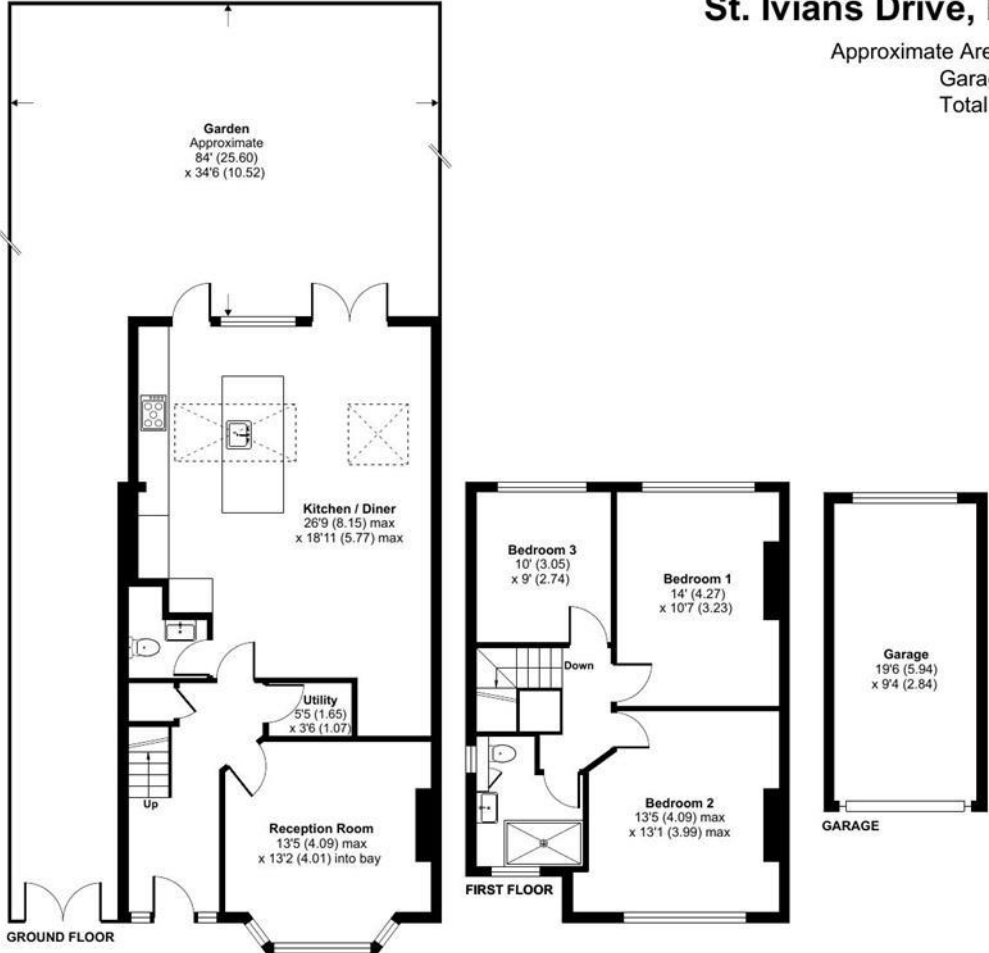 St. Ivians Drive,
Approximate
Total
Garden
Approximate
84' (25.60)
x 34'6 (10.52)
Kitchen / Diner
26'9 (8.15) max
x 18'11 (5.77) max
Utility
5'5 (1.65)
x 3'6 (1.07)
Up
Reception Room
13'5 (4.09) max
x 13'2 (4.01) into bay
GROUND FLOOR
Bedroom 3
10' (3.05)
x 9' (2.74)
Bedroom 1
14' (4.27)
x 10'7 (3.23)
Down
Bedroom 2
13'5 (4.09) max
x 13'1 (3.99) max
FIRST FLOOR
Garage
19'6 (5.94)
x 9'4 (2.84)
GARAGE